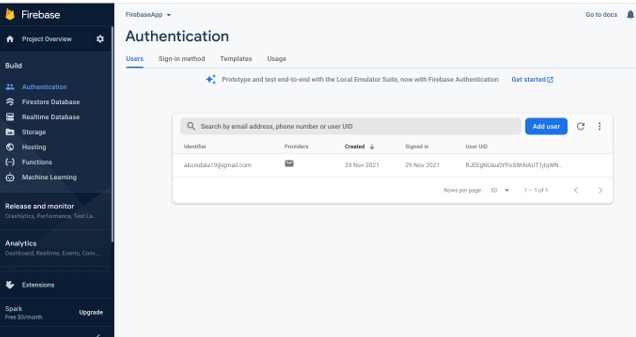 Firebase
Project Overview
Build
Authentication
Firestore Database
Realtime Database
Storage
Hosting
Functions
Machine Learning
Release and monitor
Crashlytics, Performance, Test La...
Analytics
Dashboard, Realtime, Events, Conv...
Extensions
Spark
Free $0/month
Upgrade
FirebaseApp
Go to docs
Authentication
Users Sign-in method Templates Usage
Prototype and test end-to-end with the Local Emulator Suite, now with Firebase Authentication Get started
Search by email address, phone number or user UID
Add user
Identifier Providers Created Signed in User UID
akonidala19@gmail.com 29 Nov 2021 29 Nov 2021
Rows per page 50 1 – 1 of 1